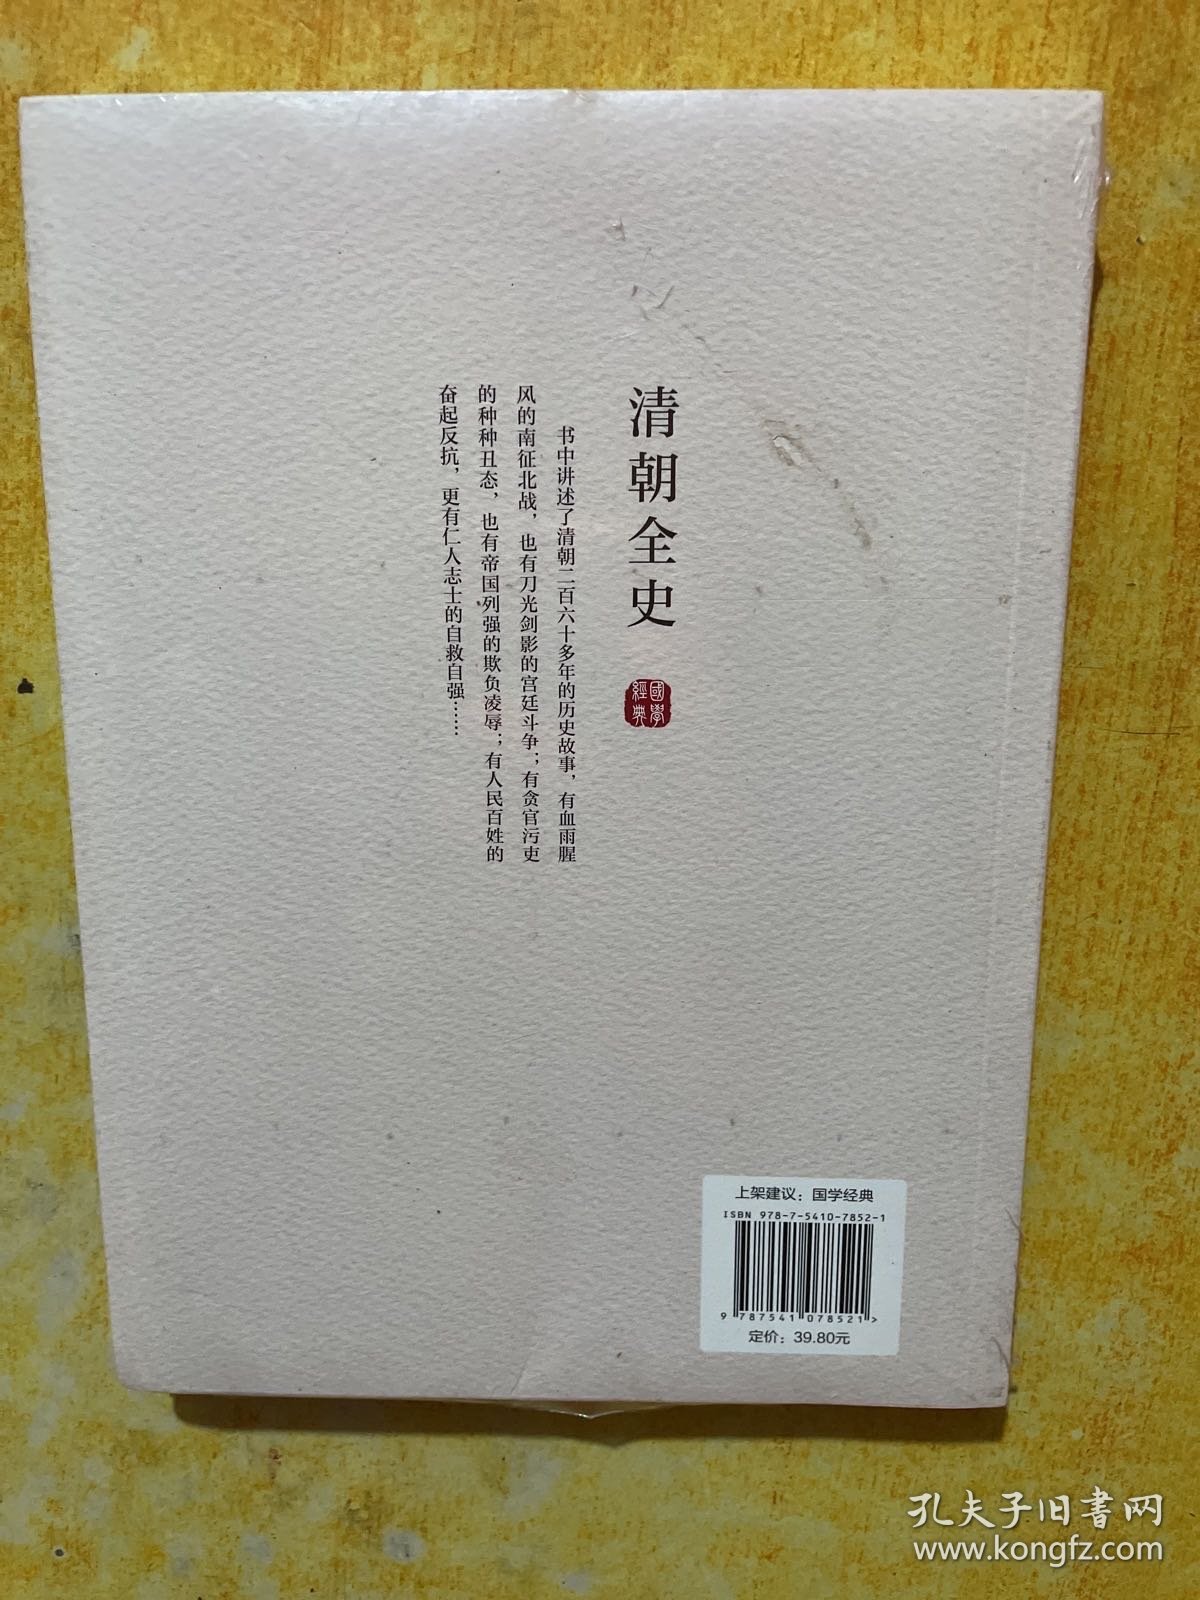 清朝全史
國學
經典
书中讲述了清朝二百六十多年的历史故事，有血雨腥
风的南征北战，也有刀光剑影的宫廷斗争；有贪官污吏
的种种丑态，也有帝国列强的欺负凌辱；有人民百姓的
奋起反抗，更有仁人志士的自救自强……
上架建议：国学经典
ISBN 978-7-5410-7852-1
9 787541 078521>
定价：39.80元
孔夫子旧書网
www.kongfz.com